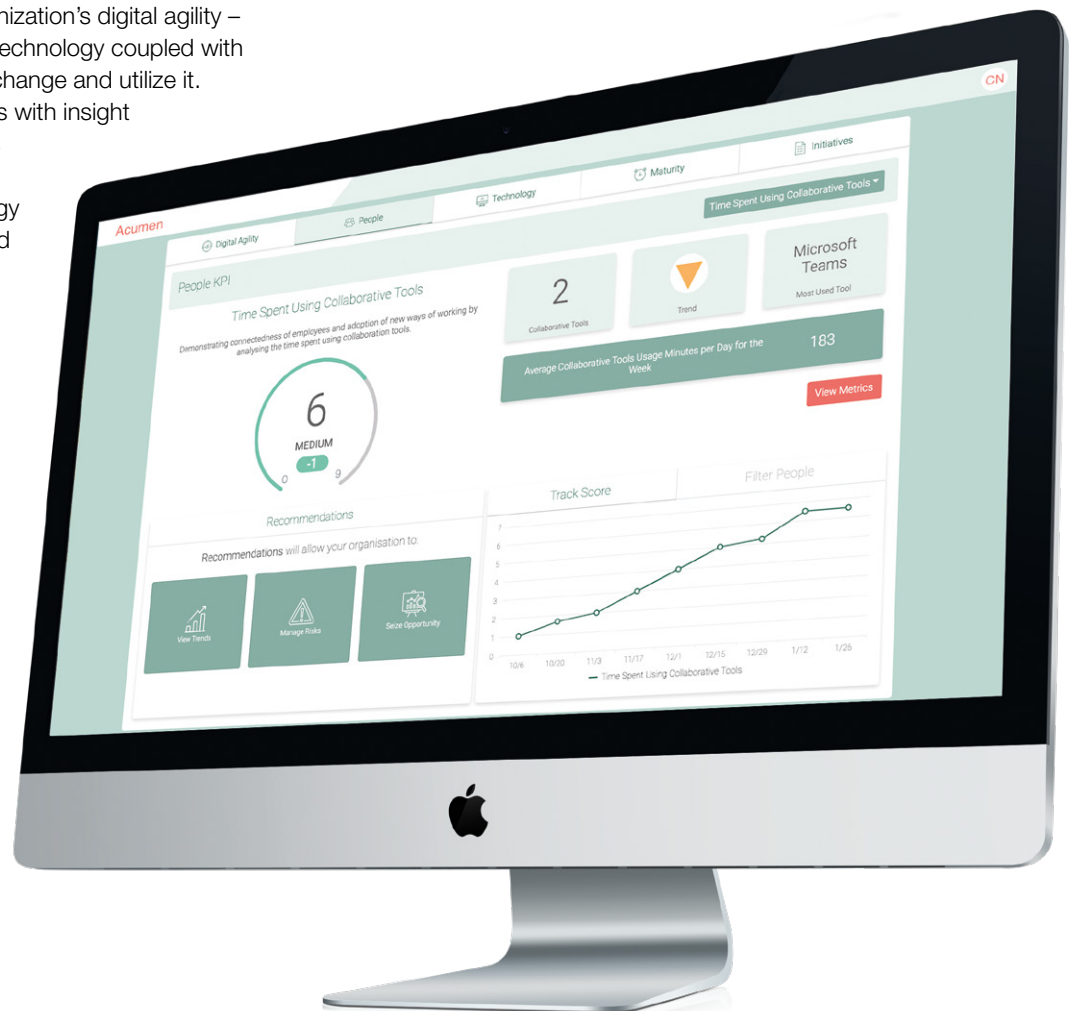 nization's digital agility –
technology coupled with
change and utilize it.
s with insight
gy
d
CN
Acumen
Digital Agility
People
Technology
Maturity
Initiatives
People KPI
Time Spent Using Collaborative Tools
Time Spent Using Collaborative Tools
Demonstrating connectedness of employees and adoption of new ways of working by
analysing the time spent using collaboration tools.
6
MEDIUM
-1
0
9
2
Collaborative Tools
Trend
Microsoft
Teams
Most Used Tool
Average Collaborative Tools Usage Minutes per Day for the
Week
183
View Metrics
Recommendations
Recommendations will allow your organisation to:
View Trends
Manage Risks
Seize Opportunity
Track Score
Filter People
7
6
5
4
3
2
1
0
10/6
10/20
11/3
11/17
12/1
12/15
12/29
1/12
1/26
Time Spent Using Collaborative Tools